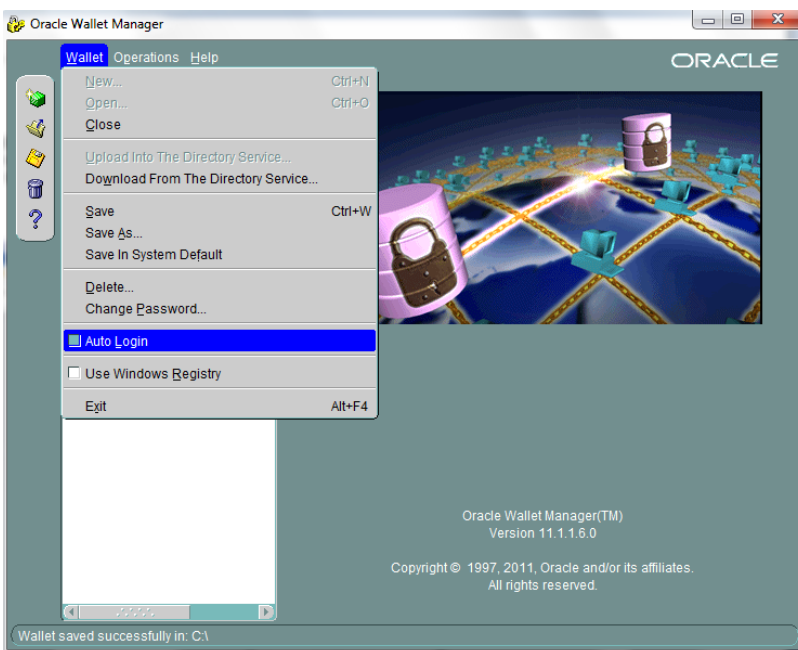 Oracle Wallet Manager
Wallet Operations Help
ORACLE
New... Ctrl+N
Open... Ctrl+O
Close
Upload Into The Directory Service...
Download From The Directory Service...
Save Ctrl+W
Save As...
Save In System Default
Delete...
Change Password...
Auto Login
Use Windows Registry
Exit Alt+F4
Oracle Wallet Manager(TM)
Version 11.1.1.6.0
Copyright © 1997, 2011, Oracle and/or its affiliates.
All rights reserved.
Wallet saved successfully in: C:\